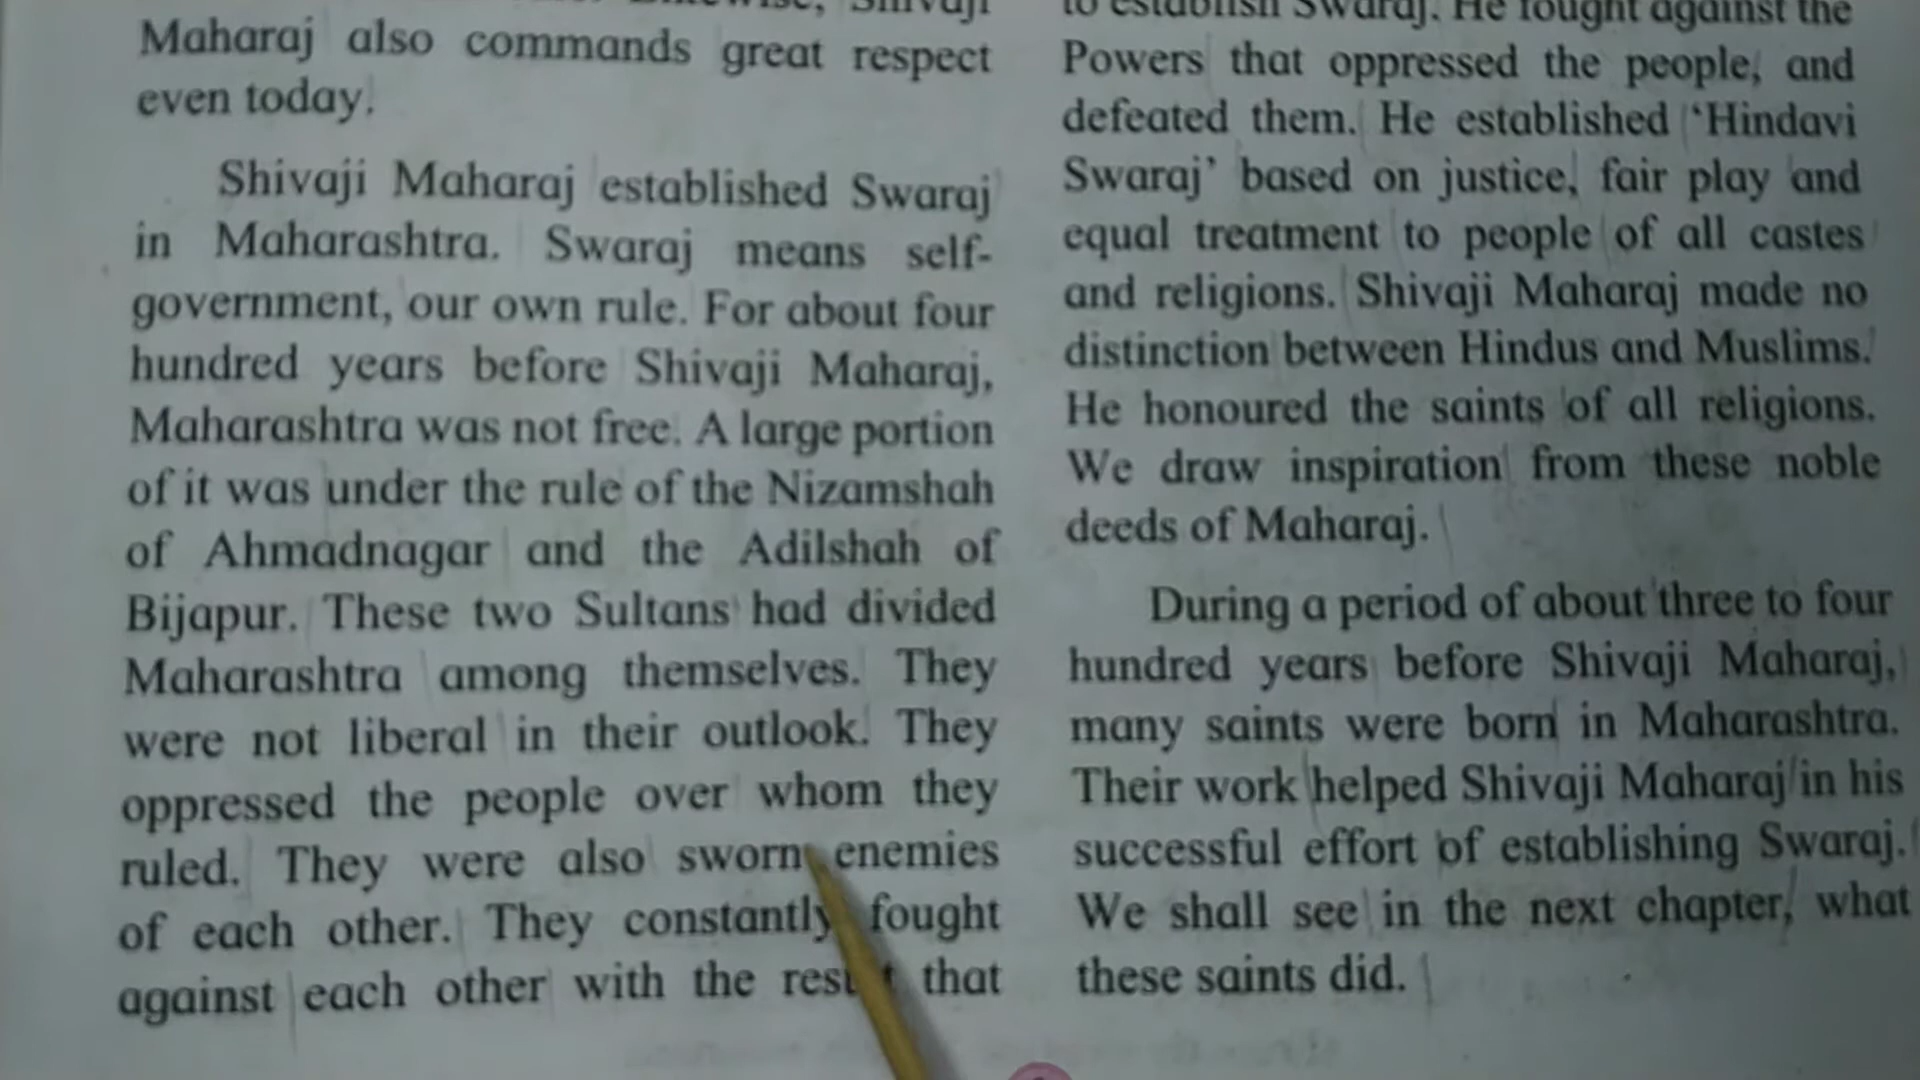 Likewise, Shivaji
Maharaj also commands great respect
even today.
Shivaji Maharaj established Swaraj
in Maharashtra. Swaraj means self-
government, our own rule. For about four
hundred years before Shivaji Maharaj,
Maharashtra was not free. A large portion
of it was under the rule of the Nizamshah
of Ahmadnagar and the Adilshah of
Bijapur. These two Sultans had divided
Maharashtra among themselves. They
were not liberal in their outlook. They
oppressed the people over whom they
ruled. They were also sworn enemies
of each other. They constantly fought
against each other with the that
to establish Swaraj. He fought against the
Powers that oppressed the people, and
defeated them. He established ‘Hindavi
Swaraj’ based on justice, fair play and
equal treatment to people of all castes
and religions. Shivaji Maharaj made no
distinction between Hindus and Muslims.
He honoured the saints of all religions.
We draw inspiration from these noble
deeds of Maharaj.
During a period of about three to four
hundred years before Shivaji Maharaj,
many saints were born in Maharashtra.
Their work helped Shivaji Maharaj in his
successful effort of establishing Swaraj.
We shall see in the next chapter, what
these saints did.